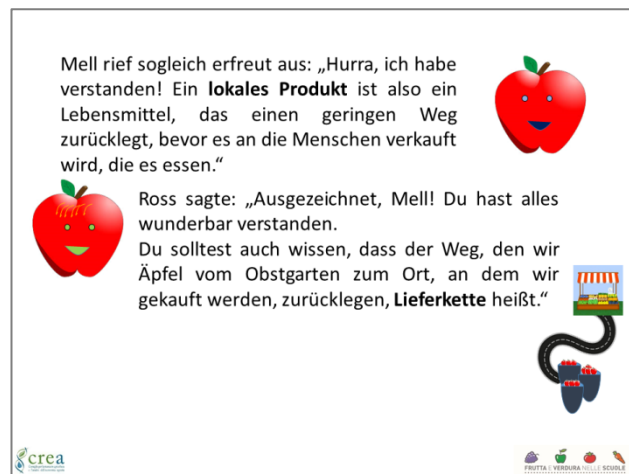 Mell rief sogleich erfreut aus: „Hurra, ich habe
verstanden! Ein lokales Produkt ist also ein
Lebensmittel, das einen geringen Weg
zurücklegt, bevor es an die Menschen verkauft
wird, die es essen.“
Ross sagte: „Ausgezeichnet, Mell! Du hast alles
wunderbar verstanden.
Du solltest auch wissen, dass der Weg, den wir
Äpfel vom Obstgarten zum Ort, an dem wir
gekauft werden, zurücklegen, Lieferkette heißt.“
crea
FRUTTA E VERDURA NELLE SCUOLE